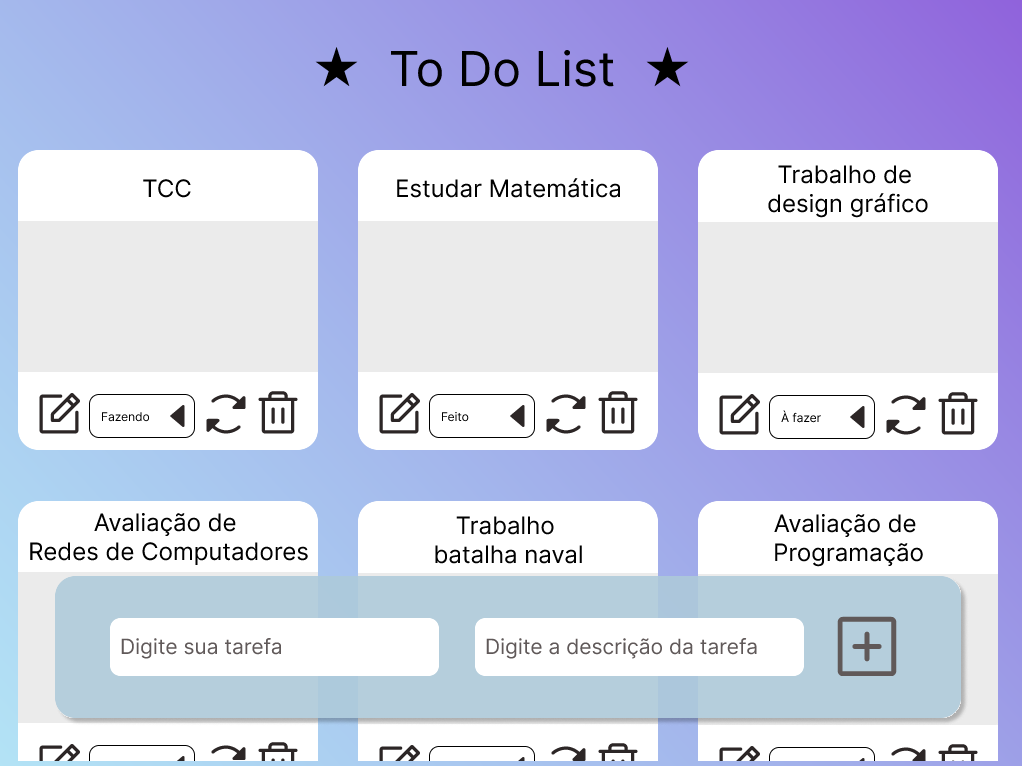 ★ To Do List ★
TCC
Estudar Matemática
Trabalho de
design gráfico
Fazendo
Feito
À fazer
Avaliação de
Redes de Computadores
Trabalho
batalha naval
Avaliação de
Programação
Digite sua tarefa
Digite a descrição da tarefa